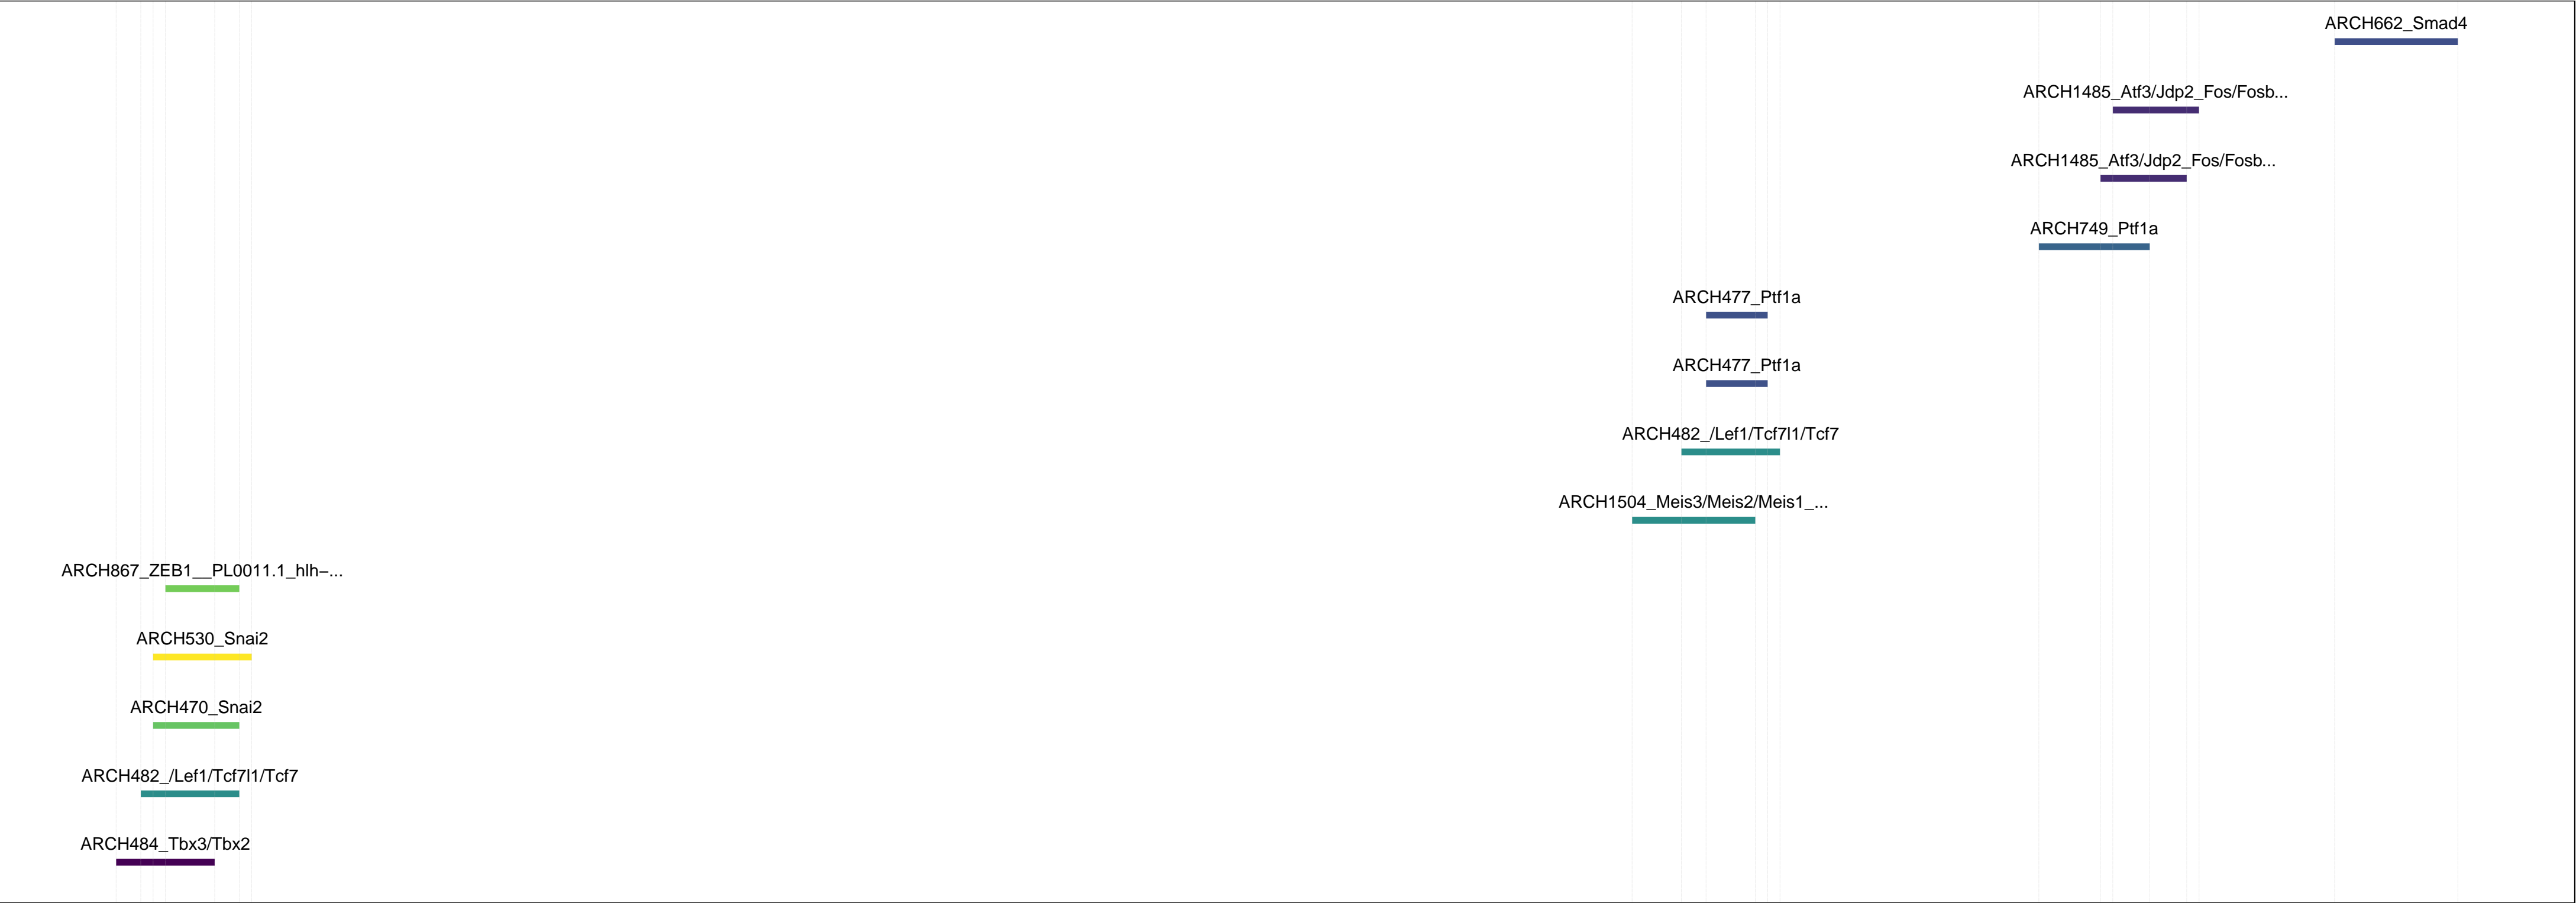 ARCH662_Smad4
ARCH1485_Atf3/Jdp2_Fos/Fosb...
ARCH1485_Atf3/Jdp2_Fos/Fosb...
ARCH749_Ptf1a
ARCH477_Ptf1a
ARCH477_Ptf1a
ARCH482_/Lef1/Tcf7l1/Tcf7
ARCH1504_Meis3/Meis2/Meis1_...
ARCH867_ZEB1__PL0011.1_hlh−...
ARCH530_Snai2
ARCH470_Snai2
ARCH482_/Lef1/Tcf7l1/Tcf7
ARCH484_Tbx3/Tbx2